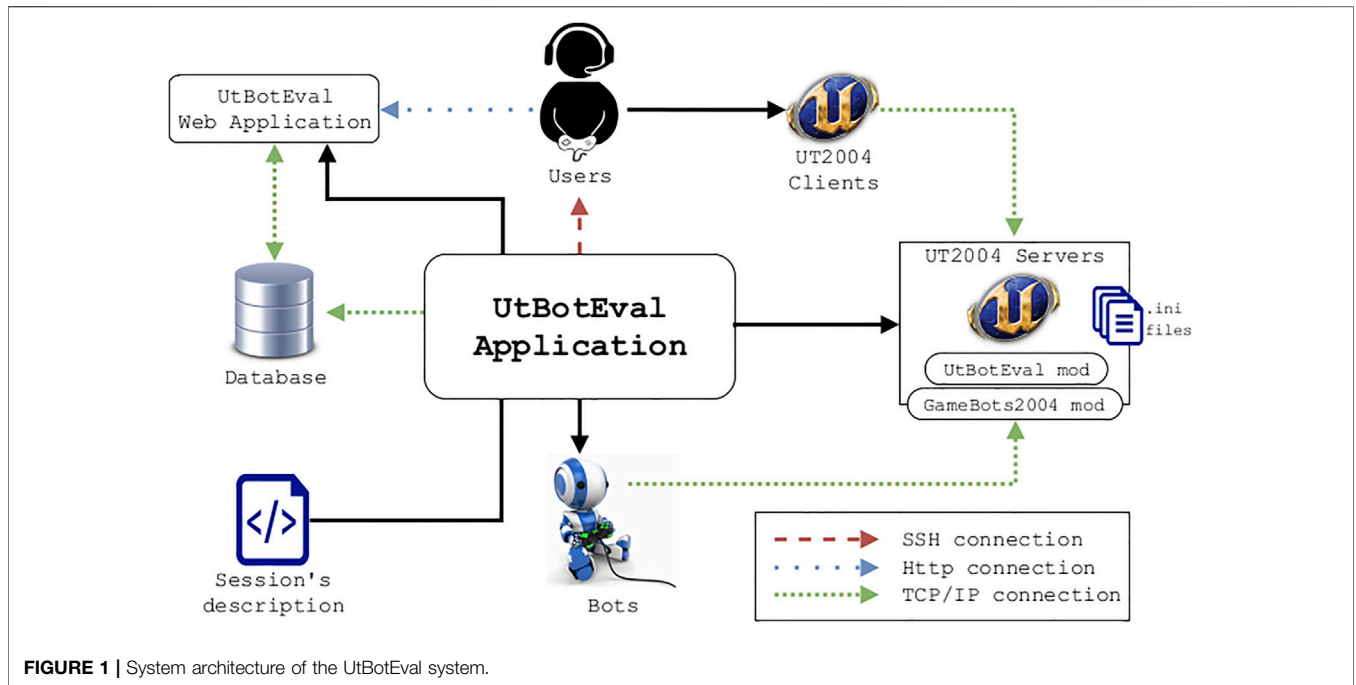 UtBotEval
Web Application
Users
UT2004
Clients
UT2004 Servers
.ini
files
UtBotEval mod
GameBots2004 mod
UtBotEval
Application
Database
</>
Session's
description
Bots
SSH connection
Http connection
TCP/IP connection
FIGURE 1 | System architecture of the UtBotEval system.